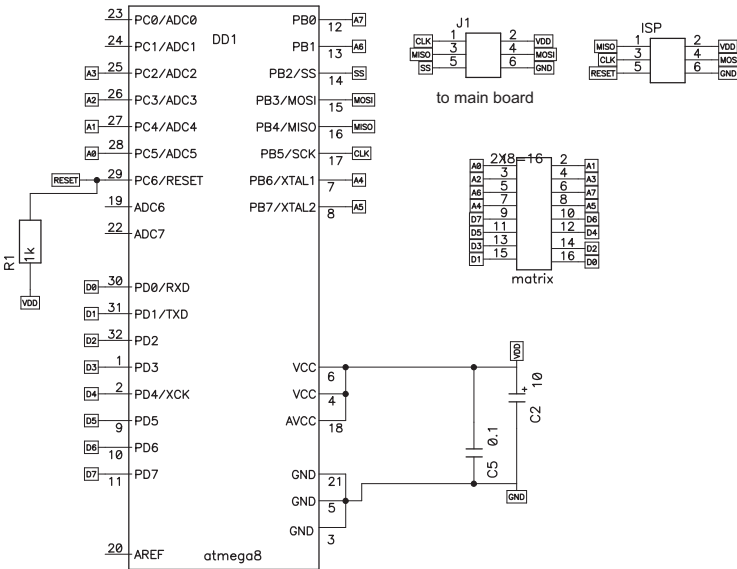 23 PC0/ADC0
24 PC1/ADC1
DD1
A3 25 PC2/ADC2
A2 26 PC3/ADC3
A1 27 PC4/ADC4
A0 28 PC5/ADC5
RESET 29 PC6/RESET
19 ADC6
22 ADC7
R1 1k
VDD
D0 30 PD0/RXD
D1 31 PD1/TXD
D2 32 PD2
D3 1 PD3
D4 2 PD4/XCK
D5 9 PD5
D6 10 PD6
D7 11 PD7
20 AREF
atmega8
PB0 12 A7
PB1 13 A6
PB2/SS 14 SS
PB3/MOSI 15 MOSI
PB4/MISO 16 MISO
PB5/SCK 17 CLK
PB6/XTAL1 7 A4
PB7/XTAL2 8 A5
VCC 6
VCC 4
AVCC 18
GND 21
GND 5
GND 3
J1
CLK 1 2 VDD
MISO 3 4 MOSI
SS 5 6 GND
to main board
ISP
MISO 1 2 VDD
CLK 3 4 MOS
RESET 5 6 GND
2X8=16
A0 1 2 A1
A2 3 4 A3
A6 5 6 A7
A4 7 8 A5
D7 9 10 D6
D5 11 12 D4
D3 13 14 D2
D1 15 16 D0
matrix
VDD
C2 10
+
C5 0.1
GND